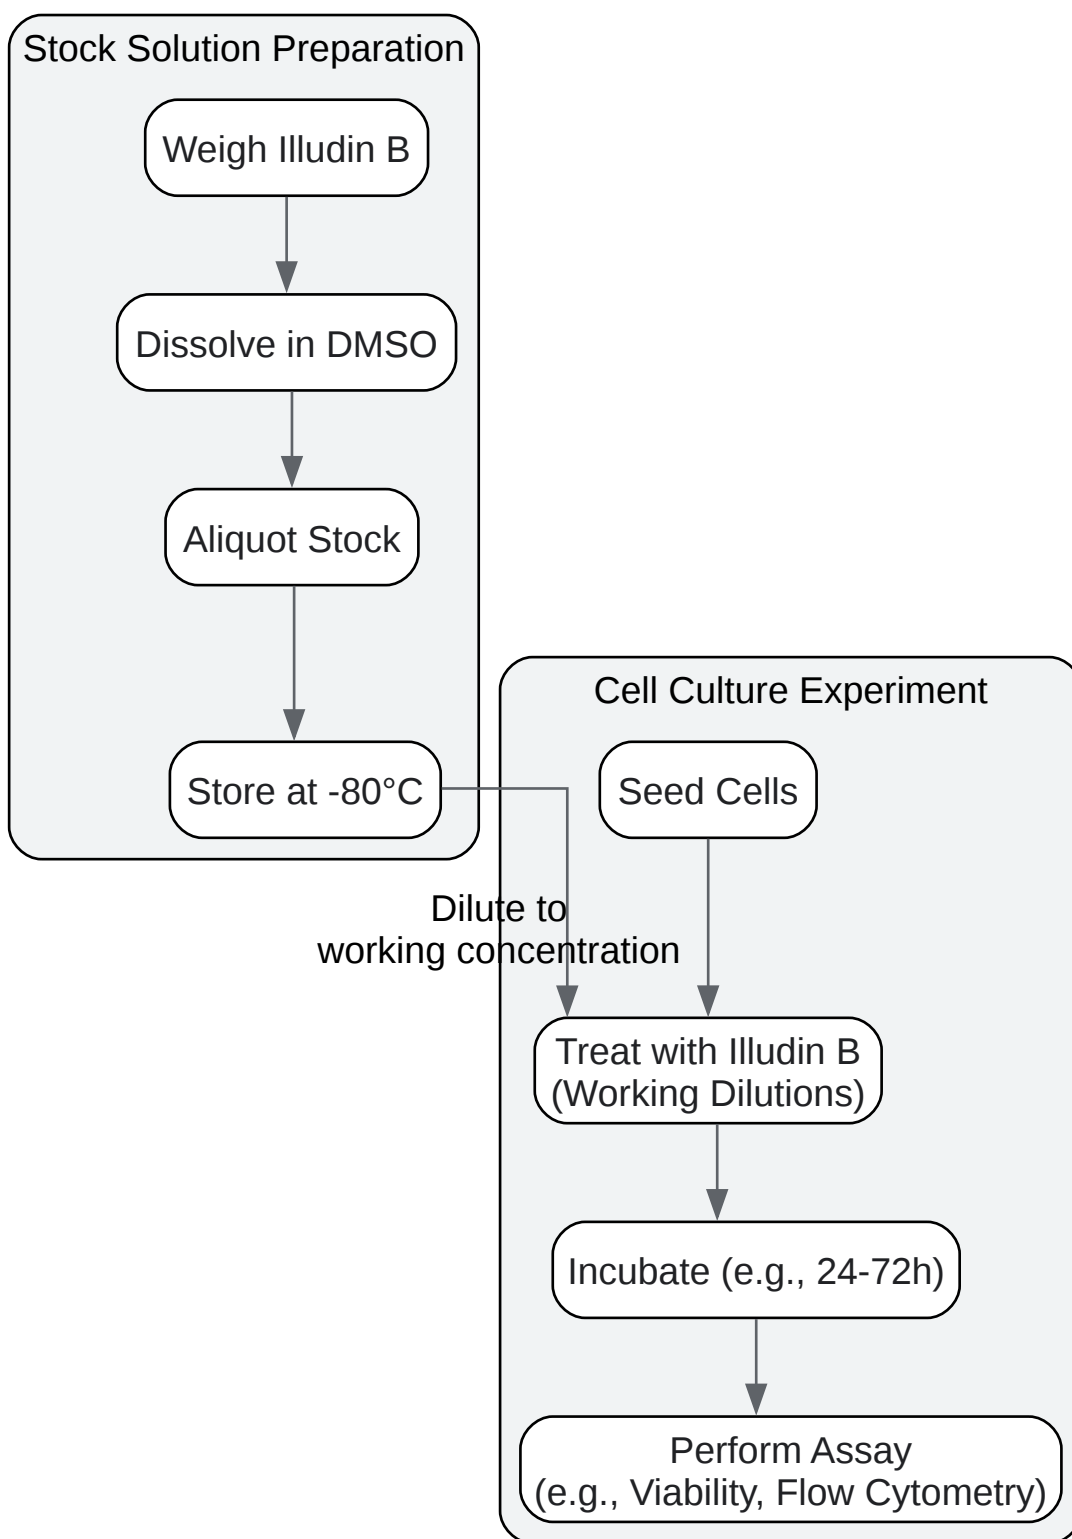 Stock Solution Preparation
Weigh Illudin B
Dissolve in DMSO
Aliquot Stock
Store at -80°C
Dilute to
working concentration
Cell Culture Experiment
Seed Cells
Treat with Illudin B
(Working Dilutions)
Incubate (e.g., 24-72h)
Perform Assay
(e.g., Viability, Flow Cytometry)